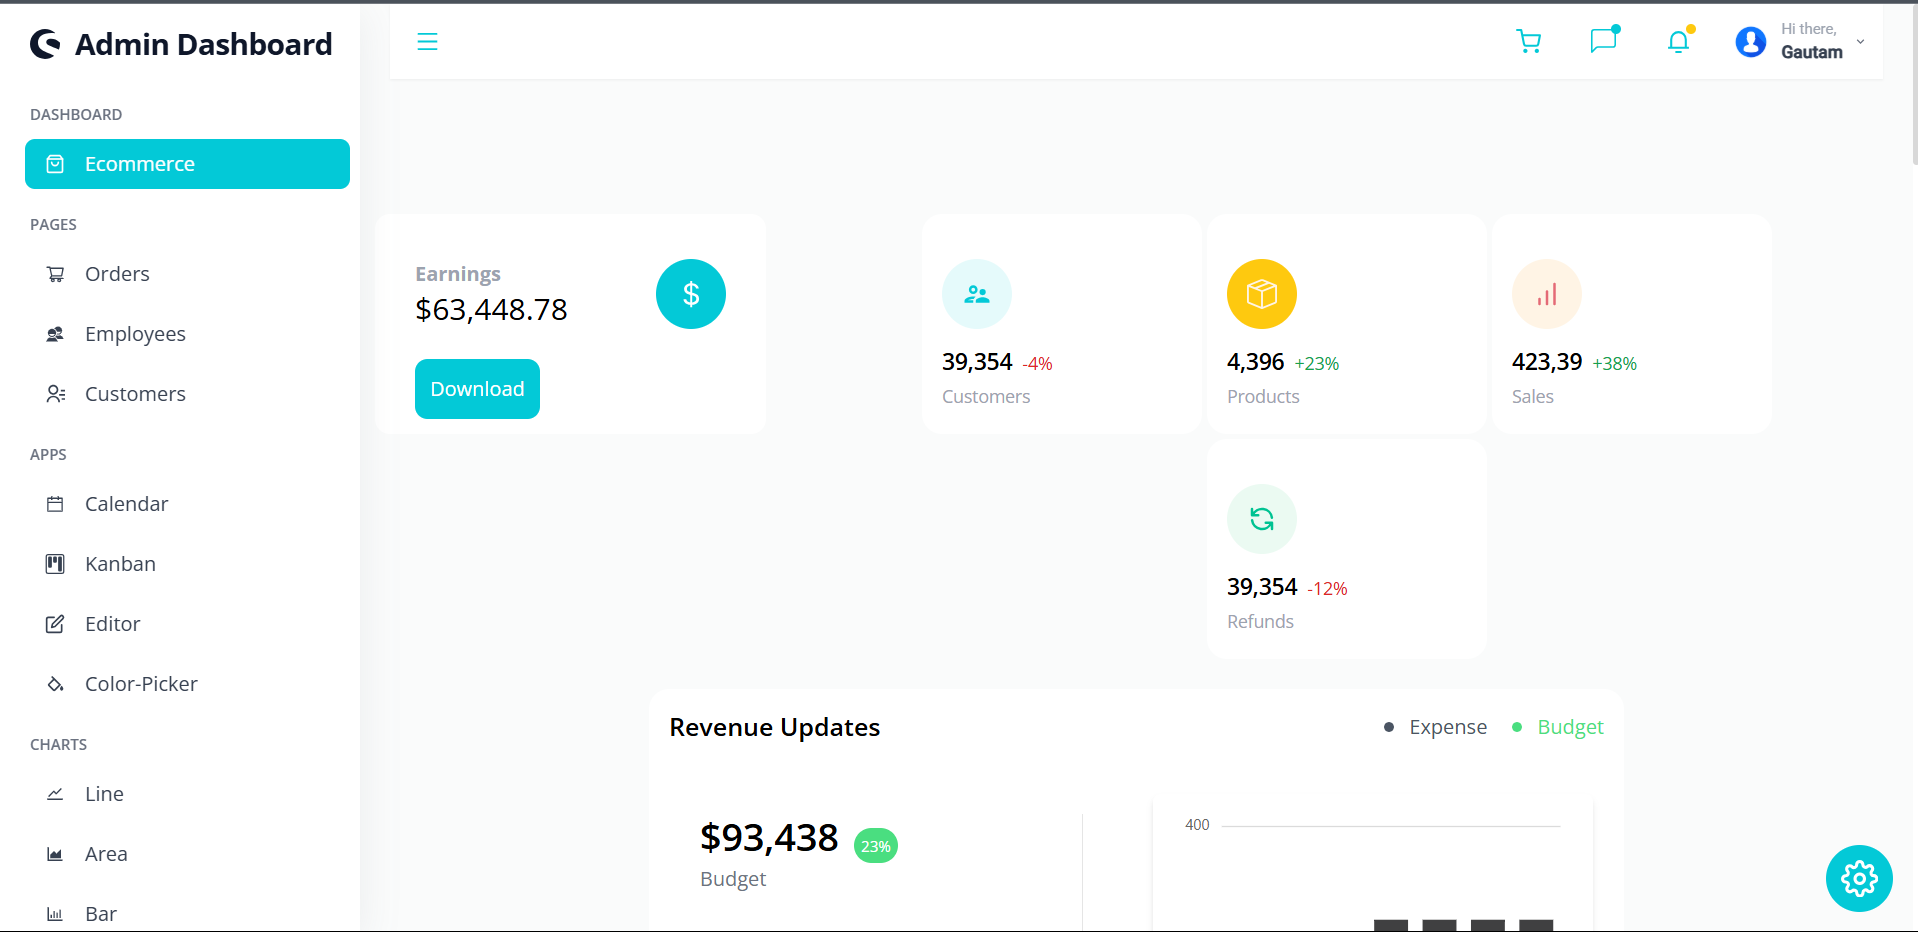 Admin Dashboard
DASHBOARD
Ecommerce
PAGES
Orders
Employees
Customers
APPS
Calendar
Kanban
Editor
Color-Picker
CHARTS
Line
Area
Bar
Hi there,
Gautam
Earnings
$63,448.78
$
Download
39,354 -4%
Customers
4,396 +23%
Products
423,39 +38%
Sales
39,354 -12%
Refunds
Revenue Updates
Expense
Budget
$93,438 23%
Budget
400